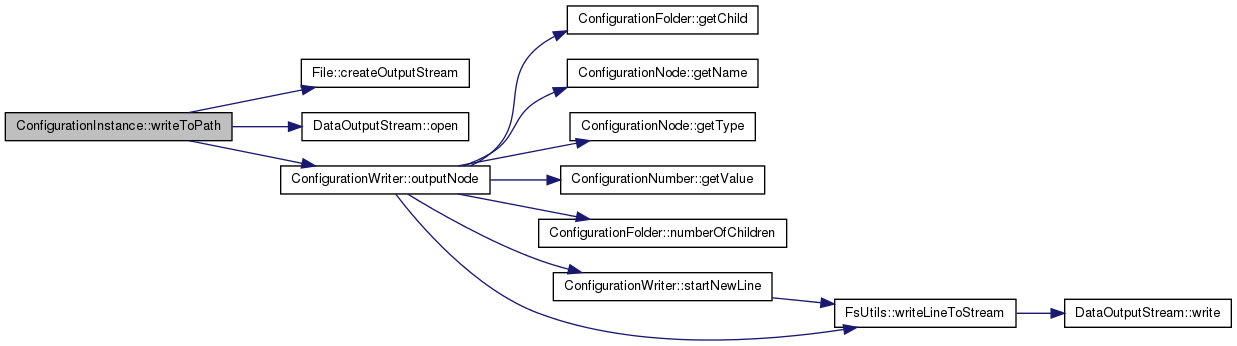 ConfigurationFolder::getChild
File::createOutputStream
ConfigurationNode::getName
ConfigurationInstance::writeToPath
DataOutputStream::open
ConfigurationNode::getType
ConfigurationWriter::outputNode
ConfigurationNumber::getValue
ConfigurationFolder::numberOfChildren
ConfigurationWriter::startNewLine
FsUtils::writeLineToStream
DataOutputStream::write